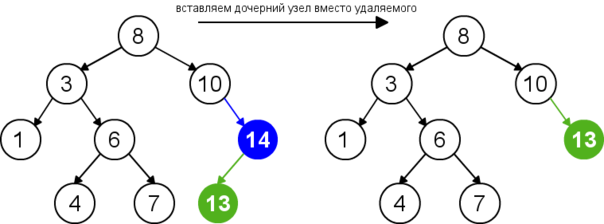 вставляем дочерний узел вместо удаляемого
8 8
3 10 3 10
1 6 14 1 6 13
4 7 13 4 7